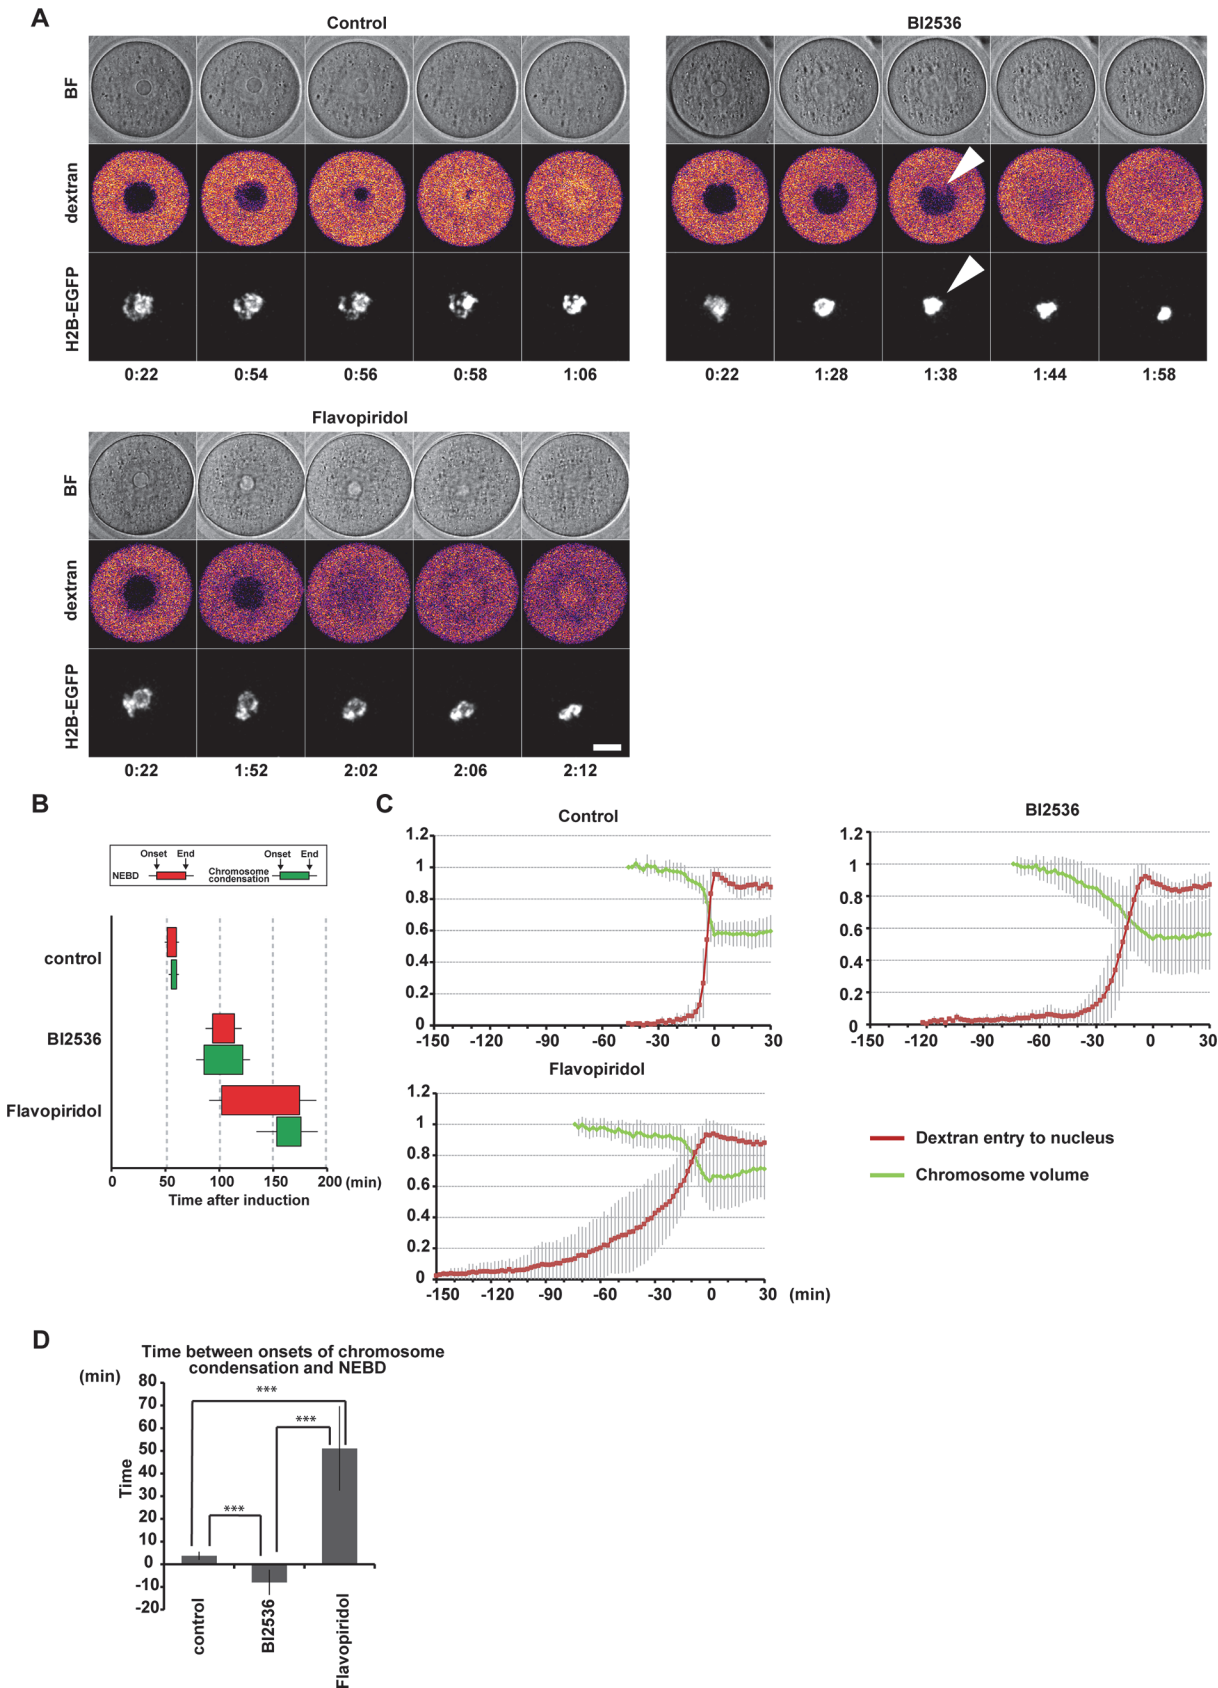 A
Control
BI2536
BF
dextran
H2B-EGFP
0:22 0:54 0:56 0:58 1:06
0:22 1:28 1:38 1:44 1:58
Flavopiridol
BF
dextran
H2B-EGFP
0:22 1:52 2:02 2:06 2:12
B
Onset End Onset End
NEBD Chromosome condensation
control
BI2536
Flavopiridol
0 50 100 150 200 (min)
Time after induction
C
Control
1.2
1
0.8
0.6
0.4
0.2
0
-150 -120 -90 -60 -30 0 30
BI2536
1.2
1
0.8
0.6
0.4
0.2
0
-150 -120 -90 -60 -30 0 30
Flavopiridol
1.2
1
0.8
0.6
0.4
0.2
0
-150 -120 -90 -60 -30 0 30 (min)
Dextran entry to nucleus
Chromosome volume
D
Time between onsets of chromosome
condensation and NEBD
(min)
80
70
60
50
40
30
20
10
0
-10
-20
Time
***
***
***
control
BI2536
Flavopiridol